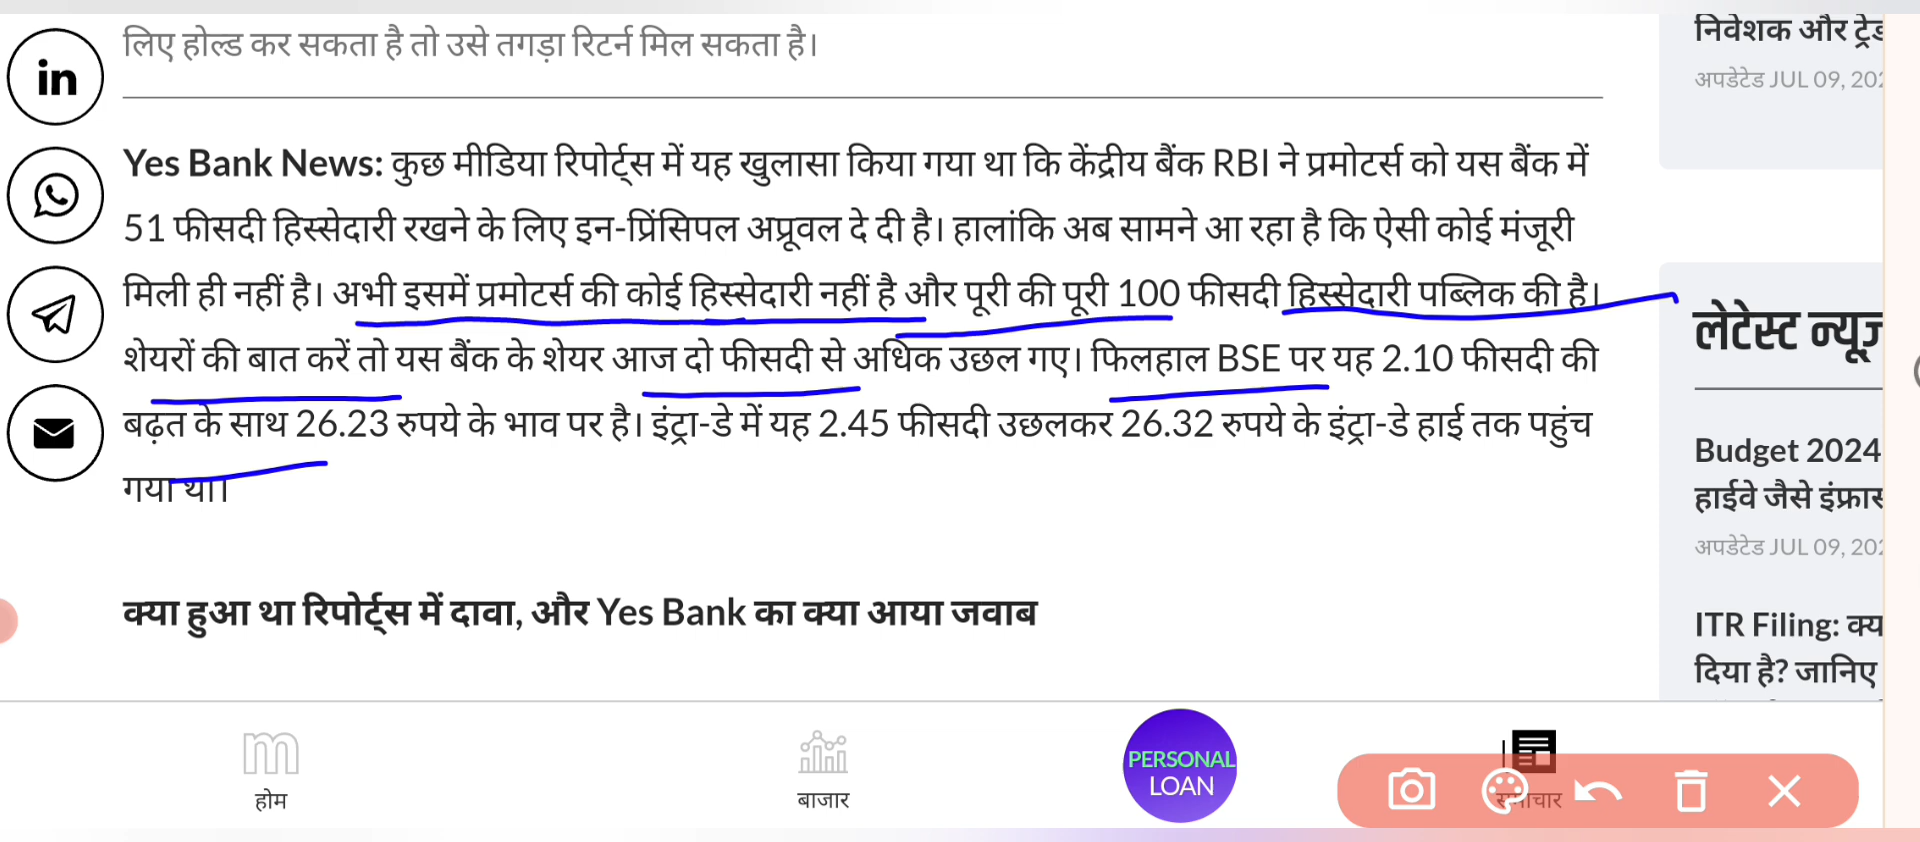 लिए होल्ड कर सकता है तो उसे तगड़ा रिटर्न मिल सकता है।
Yes Bank News: कुछ मीडिया रिपोर्ट्स में यह खुलासा किया गया था कि केंद्रीय बैंक RBI ने प्रमोटर्स को यस बैंक में
51 फीसदी हिस्सेदारी रखने के लिए इन-प्रिंसिपल अप्रूवल दे दी है। हालांकि अब सामने आ रहा है कि ऐसी कोई मंजूरी
मिली ही नहीं है। अभी इसमें प्रमोटर्स की कोई हिस्सेदारी नहीं है और पूरी की पूरी 100 फीसदी हिस्सेदारी पब्लिक की है।
शेयरों की बात करें तो यस बैंक के शेयर आज दो फीसदी से अधिक उछल गए। फिलहाल BSE पर यह 2.10 फीसदी की
बढ़त के साथ 26.23 रुपये के भाव पर है। इंट्रा-डे में यह 2.45 फीसदी उछलकर 26.32 रुपये के इंट्रा-डे हाई तक पहुंच
गया था।
क्या हुआ था रिपोर्ट्स में दावा, और Yes Bank का क्या आया जवाब
निवेशक और
अपडेटेड JUL 09,
लेटेस्ट न्यूज
Budget 2024
हाईवे जैसे
अपडेटेड JUL 09,
ITR Filing:
दिया है? जानिए
in
m
होम
बाजार
PERSONAL
LOAN
समाचार